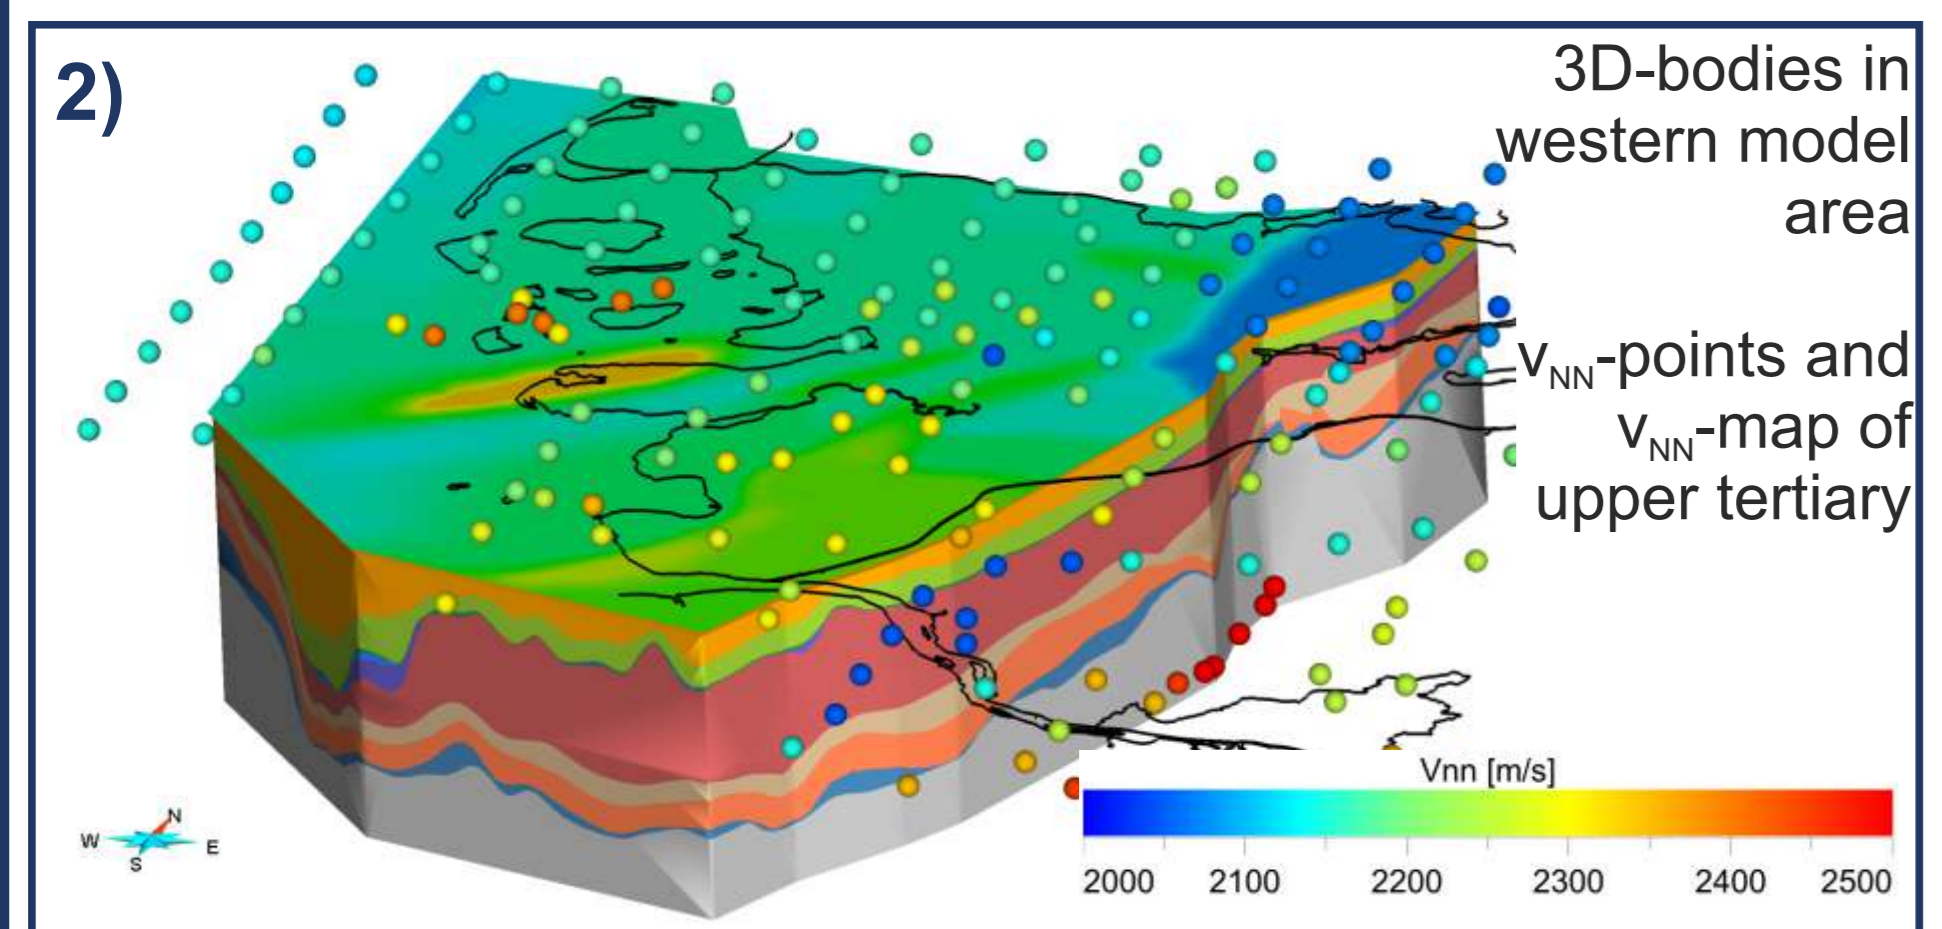 2)
3D-bodies in
western model
area
vNN-points and
vNN-map of
upper tertiary
N
W
E
S
Vnn [m/s]
2000 2100 2200 2300 2400 2500